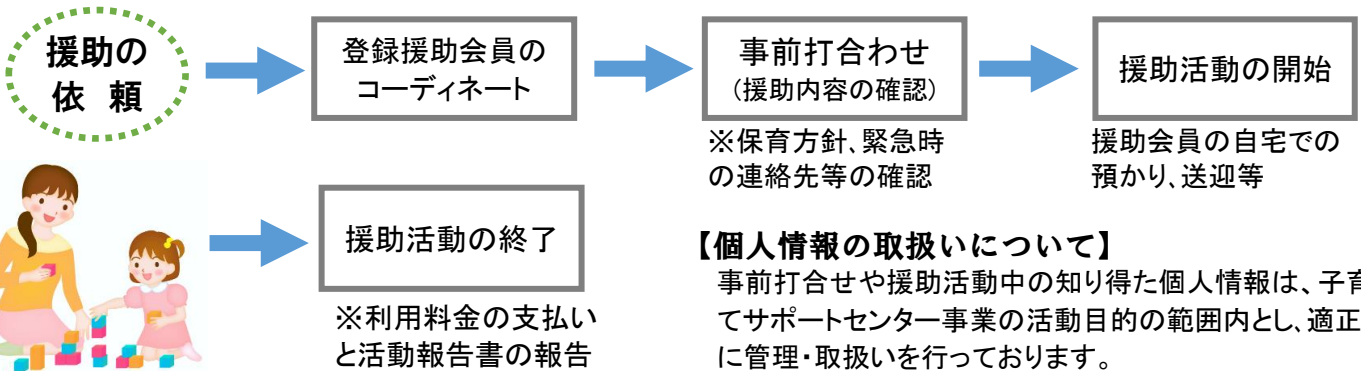 援助の
依 頼
登録援助会員の
コーディネート
事前打合わせ
(援助内容の確認)
※保育方針、緊急時
の連絡先等の確認
援助活動の開始
援助会員の自宅での
預かり、送迎等
援助活動の終了
※利用料金の支払い
と活動報告書の報告
【個人情報の取扱いについて】
事前打合せや援助活動中の知り得た個人情報は、子育
てサポートセンター事業の活動目的の範囲内とし、適正
に管理・取扱いを行っております。